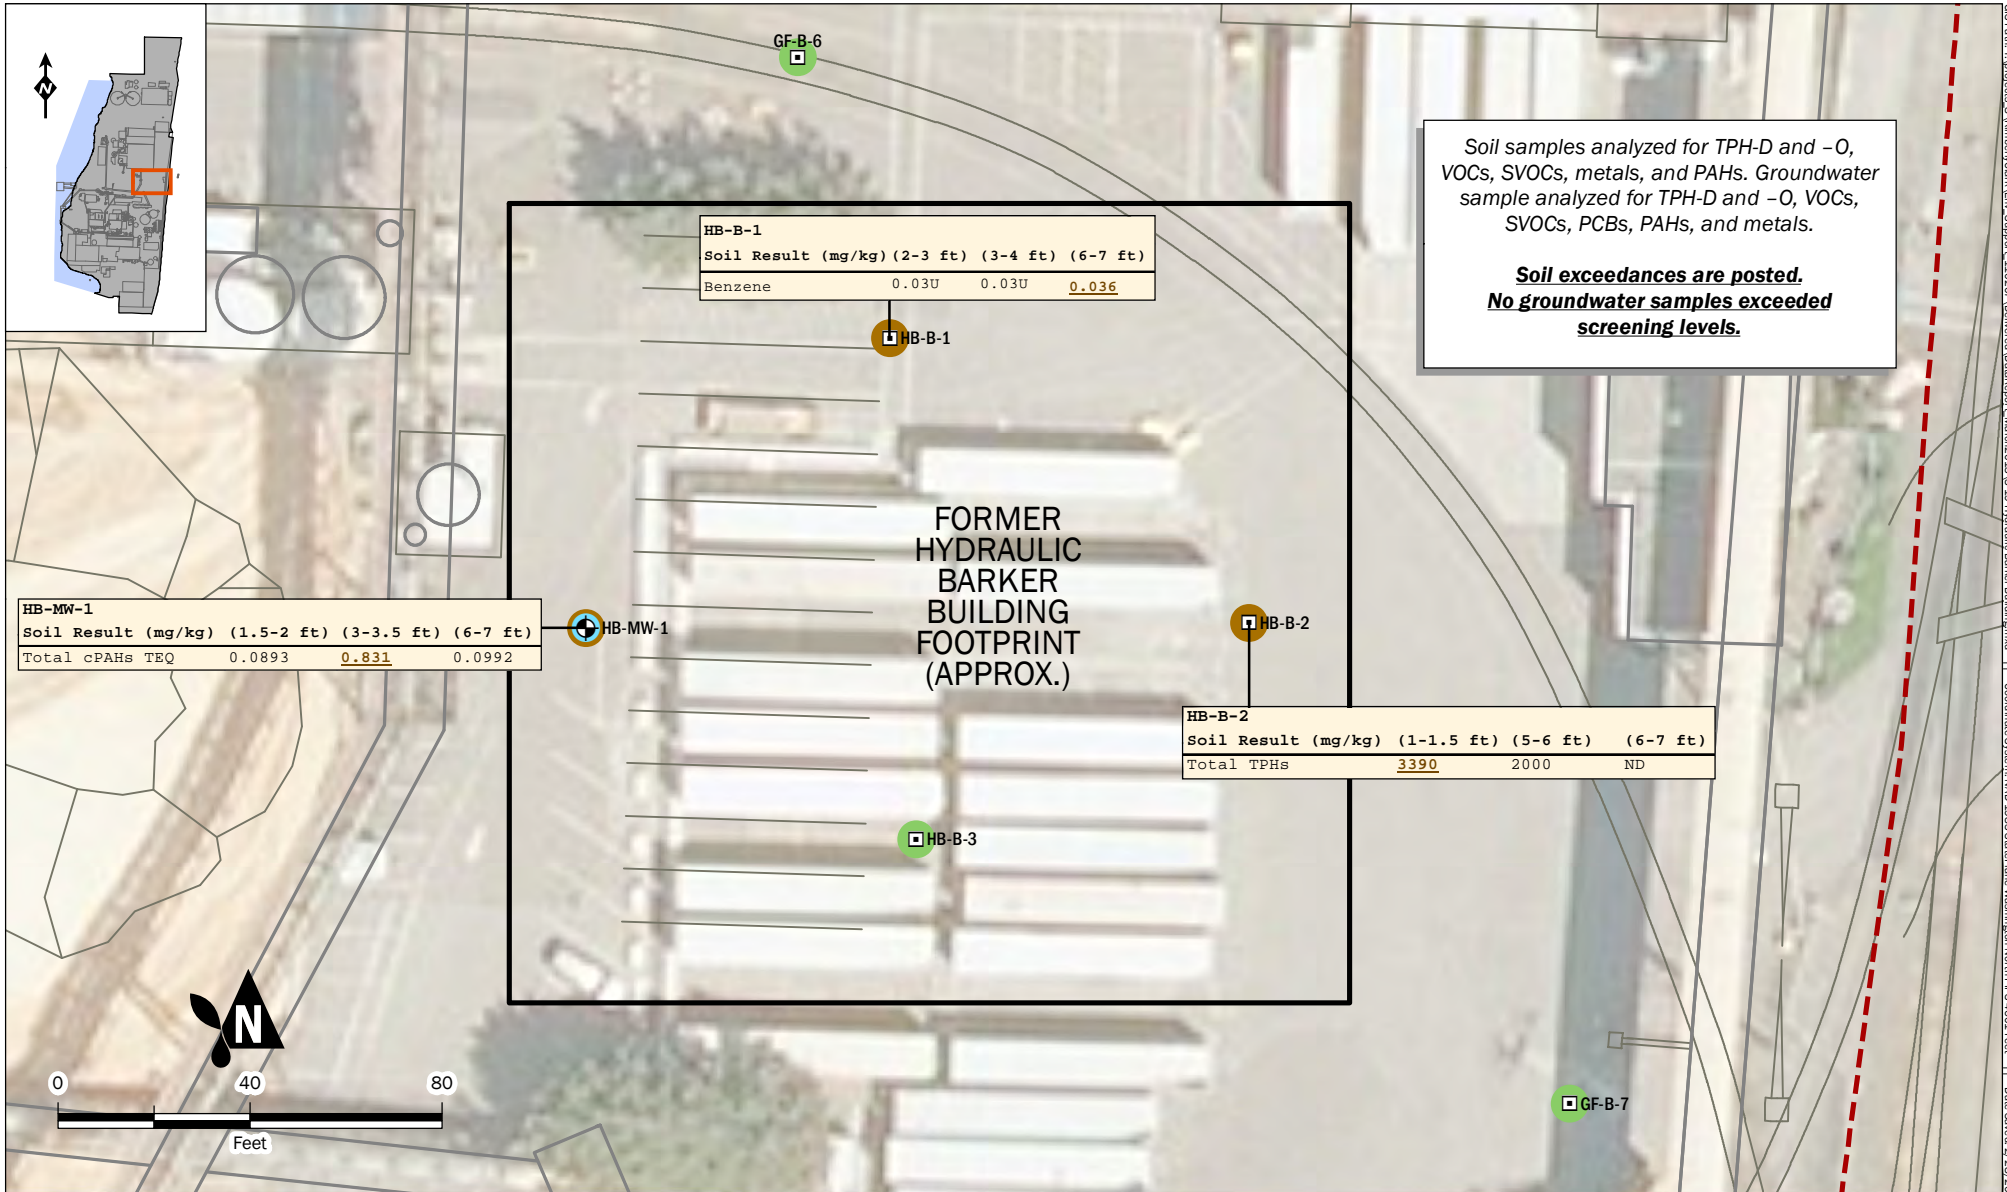 N
GF-B-6
Soil samples analyzed for TPH-D and –O,
VOCs, SVOCs, metals, and PAHs. Groundwater
sample analyzed for TPH-D and –O, VOCs,
SVOCs, PCBs, PAHs, and metals.
Soil exceedances are posted.
No groundwater samples exceeded
screening levels.
HB-B-1
Soil Result (mg/kg) (2-3 ft) (3-4 ft) (6-7 ft)
Benzene 0.03U 0.03U 0.036
HB-B-1
FORMER
HYDRAULIC
BARKER
BUILDING
FOOTPRINT
(APPROX.)
HB-MW-1
Soil Result (mg/kg) (1.5-2 ft) (3-3.5 ft) (6-7 ft)
Total cPAHs TEQ 0.0893 0.831 0.0992
HB-MW-1
HB-B-2
HB-B-2
Soil Result (mg/kg) (1-1.5 ft) (5-6 ft) (6-7 ft)
Total TPHs 3390 2000 ND
HB-B-3
GF-B-7
N
0 40 80
Feet